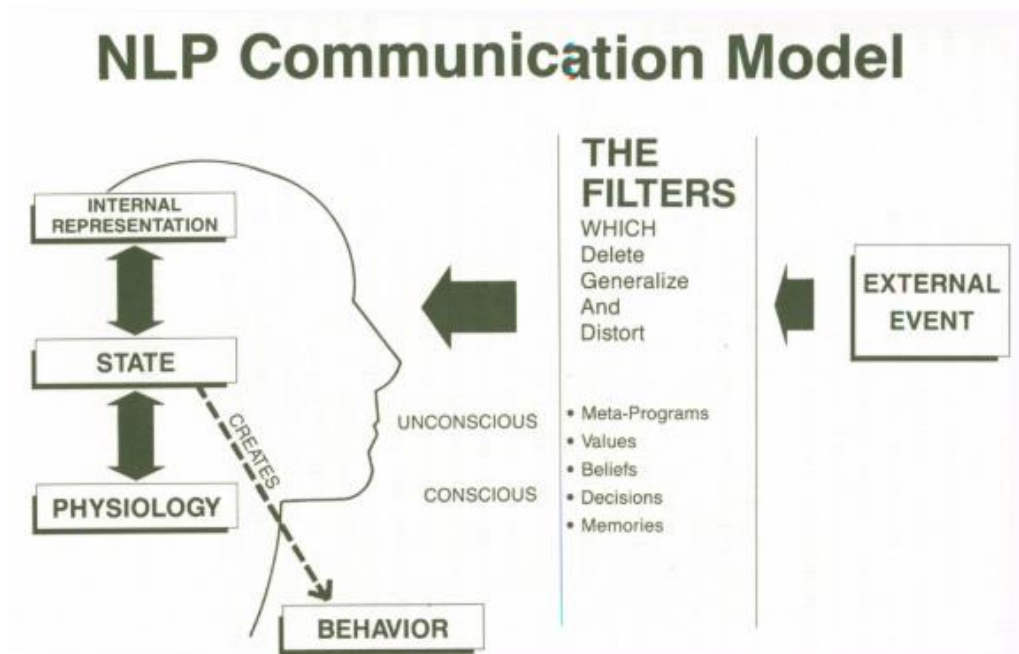 NLP Communication Model
THE
FILTERS
WHICH
Delete
Generalize
And
Distort
INTERNAL
REPRESENTATION
EXTERNAL
EVENT
STATE
CREATES
UNCONSCIOUS
• Meta-Programs
• Values
• Beliefs
CONSCIOUS
• Decisions
• Memories
PHYSIOLOGY
BEHAVIOR